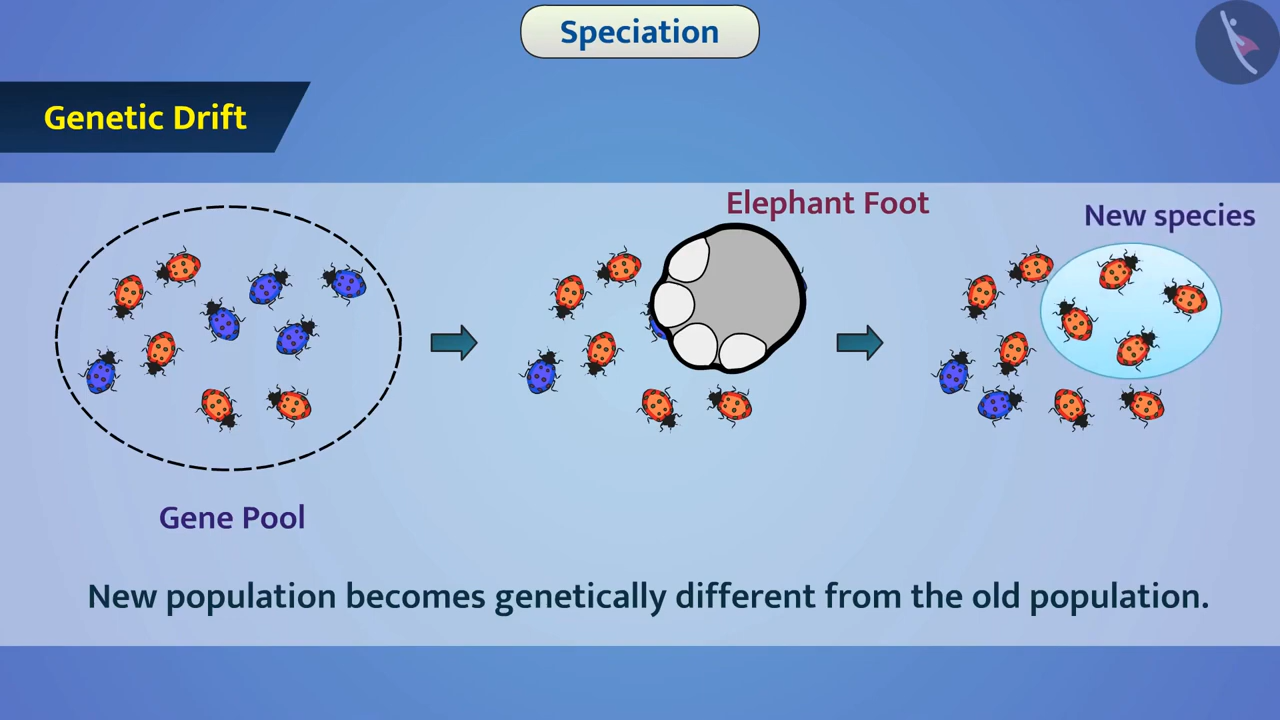 Speciation
Genetic Drift
Elephant Foot
New species
Gene Pool
New population becomes genetically different from the old population.